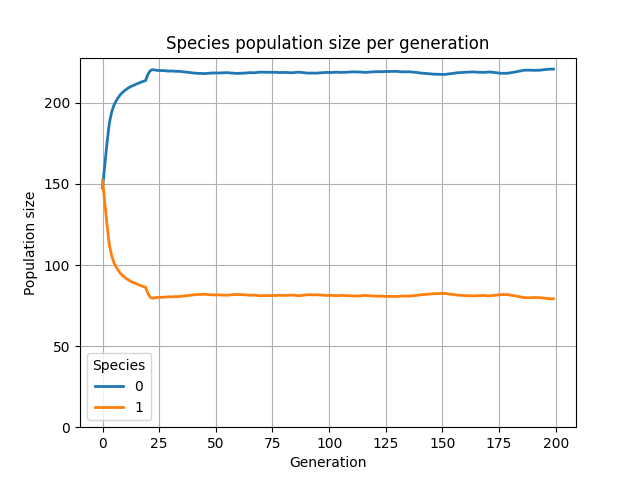 Species population size per generation
Population size
200
150
100
50
0
Species
0
1
0 25 50 75 100 125 150 175 200
Generation